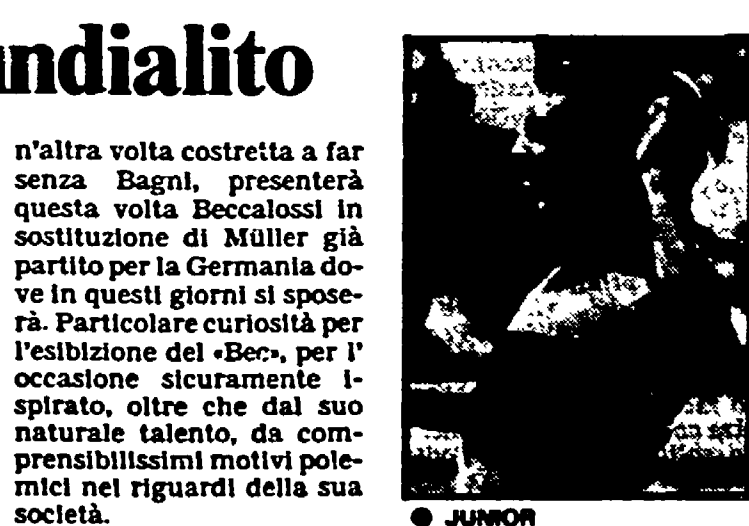 ndialito
n'altra volta costretta a far
senza Bagni, presenterà
questa volta Beccalossi in
sostituzione di Müller già
partito per la Germania do-
ve in questi giorni si spose-
rà. Particolare curiosità per
l'esibizione del «Bec», per l'
occasione sicuramente i-
spirato, oltre che dal suo
naturale talento, da com-
prensibilissimi motivi pole-
mici nei riguardi della sua
società.
● JUNIOR